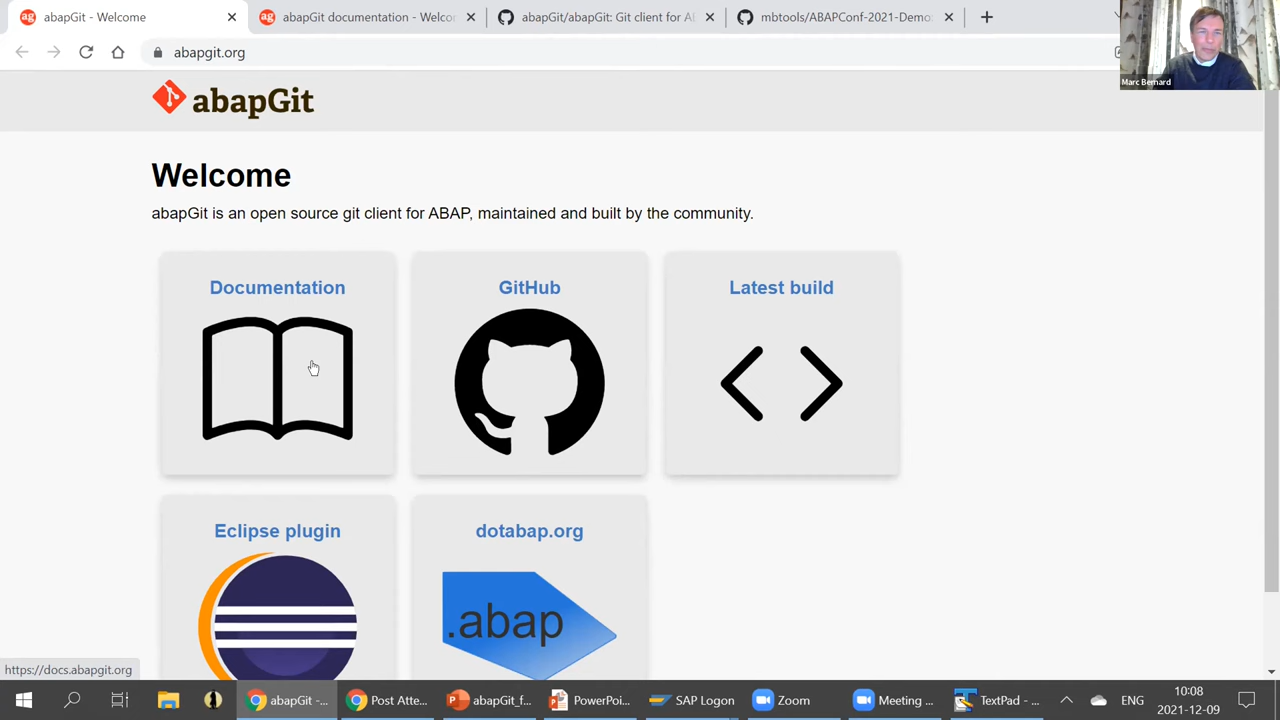 abapGit - Welcome
abapGit documentation - Welco
abapGit/abapGit: Git client for A
mbtools/ABAPConf-2021-Demo
abapgit.org
Marc Bernard
abapGit
Welcome
abapGit is an open source git client for ABAP, maintained and built by the community.
Documentation
GitHub
Latest build
Eclipse plugin
dotabap.org
.abap
https://docs.abapgit.org
abapGit -...
Post Atte...
abapGit_f...
PowerPoi...
SAP Logon
Zoom
Meeting ...
TextPad - ...
ENG
10:08
2021-12-09